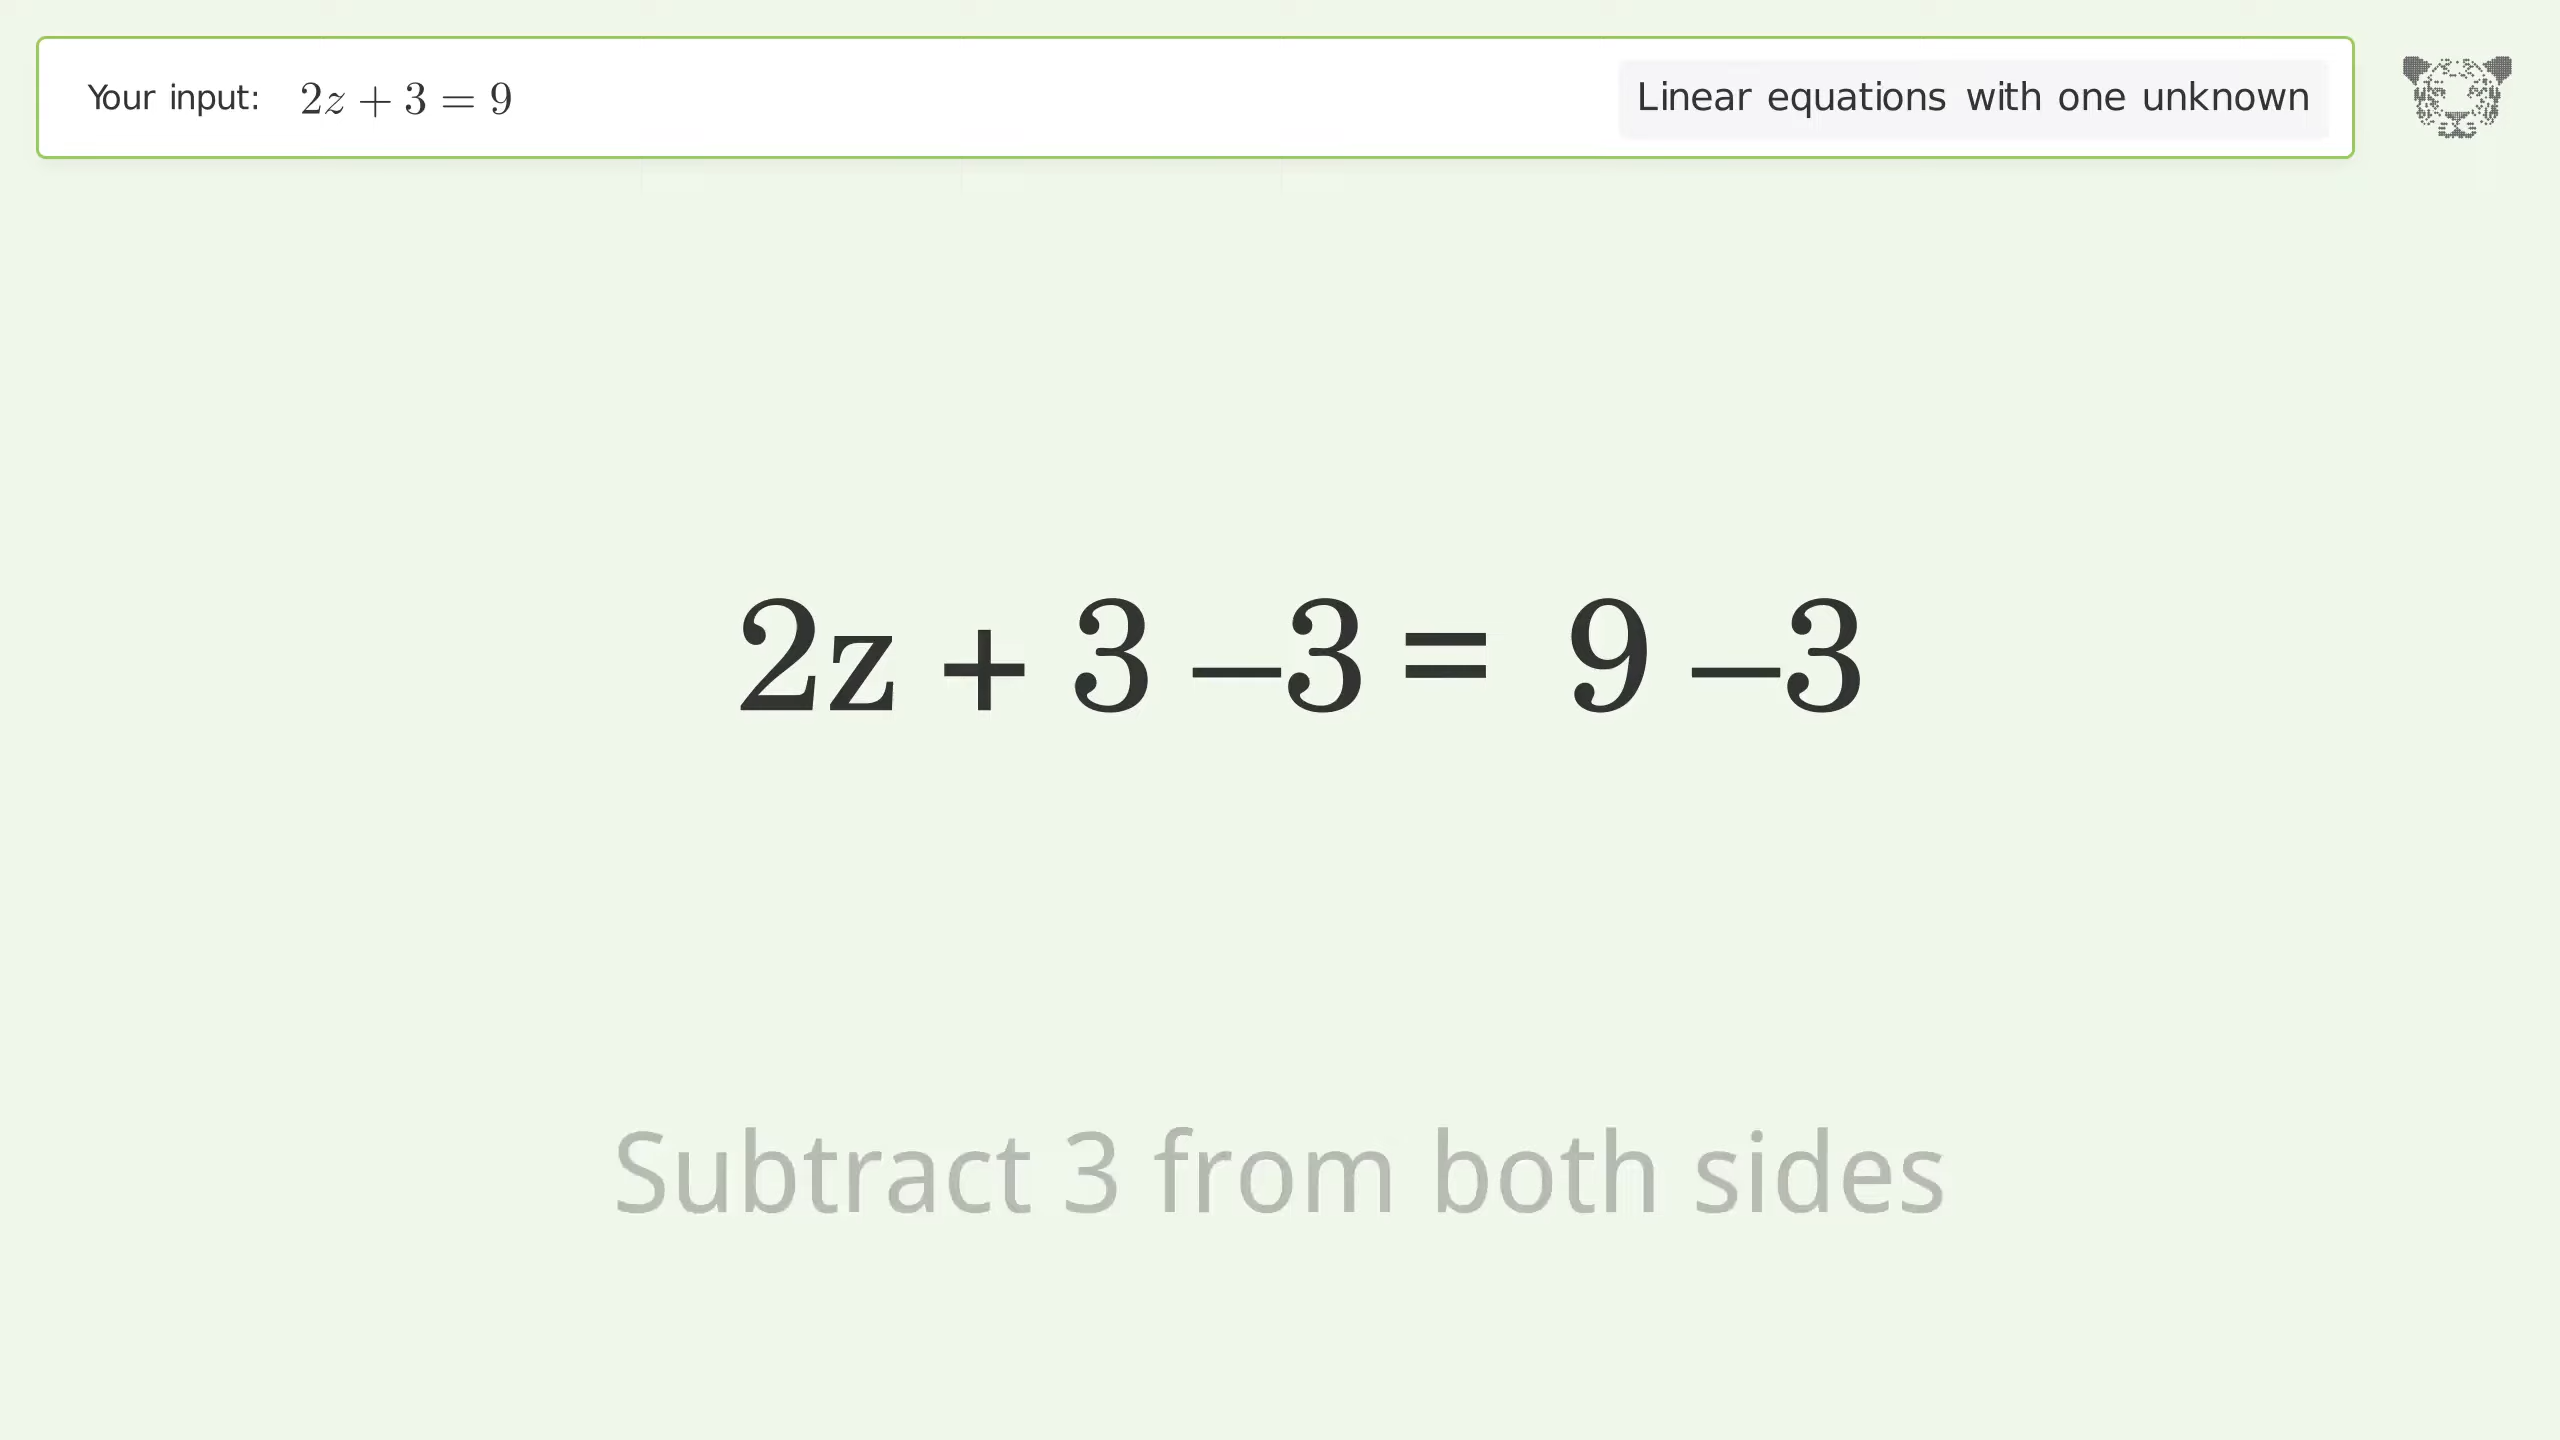 Your input: 2z + 3 = 9 Linear equations with one unknown
2z + 3 –3 = 9 –3
Subtract 3 from both sides